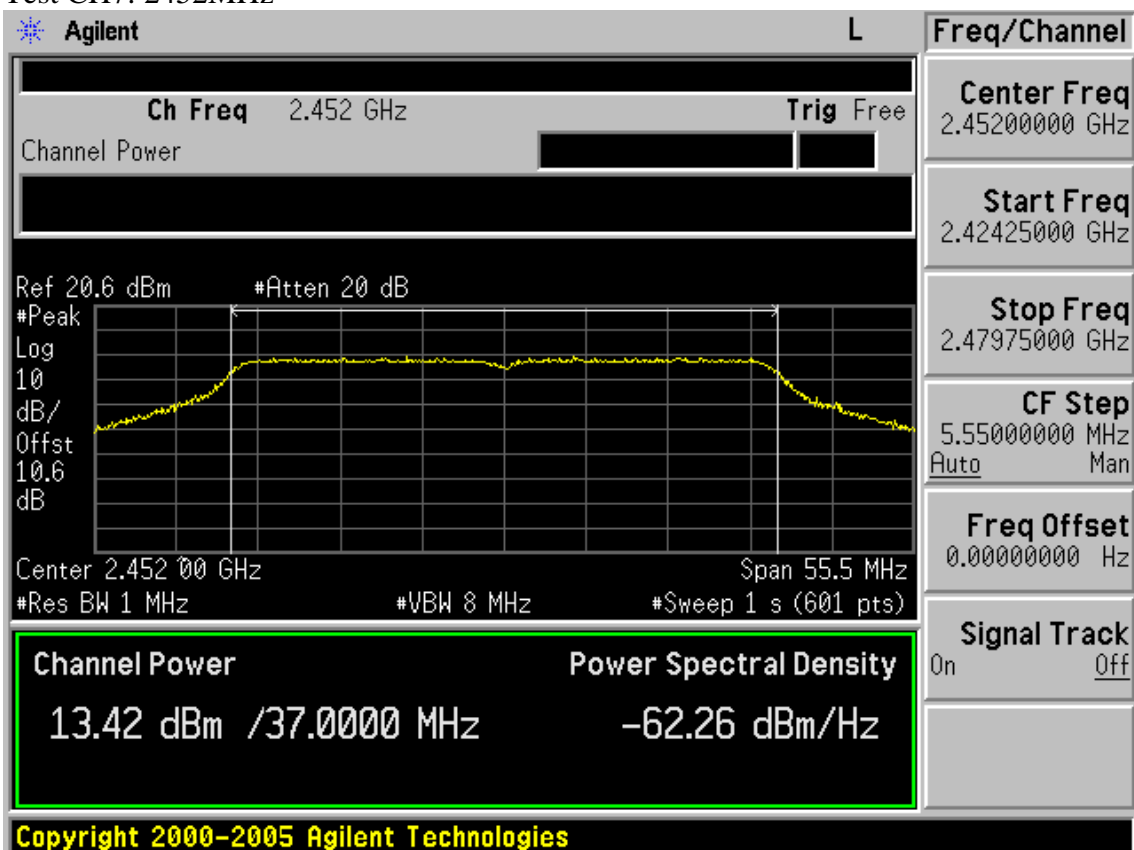 Test CH7: 2452MHz
Agilent L
Ch Freq 2.452 GHz Trig Free
Channel Power
Ref 20.6 dBm #Atten 20 dB
#Peak
Log
10
dB/
Offst
10.6
dB
Center 2.452 00 GHz Span 55.5 MHz
#Res BW 1 MHz #VBW 8 MHz #Sweep 1 s (601 pts)
Channel Power Power Spectral Density
13.42 dBm /37.0000 MHz -62.26 dBm/Hz
Copyright 2000-2005 Agilent Technologies
Freq/Channel
Center Freq
2.45200000 GHz
Start Freq
2.42425000 GHz
Stop Freq
2.47975000 GHz
CF Step
5.55000000 MHz
Auto Man
Freq Offset
0.00000000 Hz
Signal Track
On Off